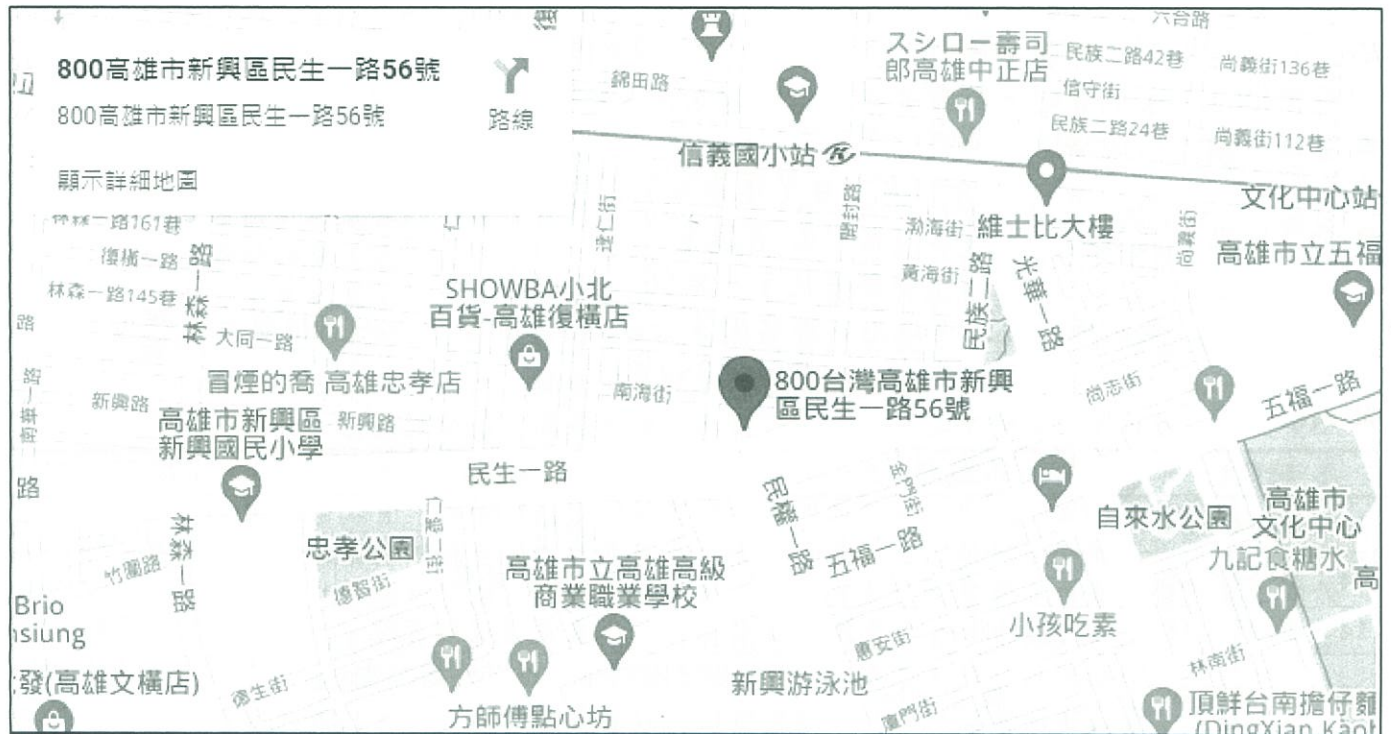 800高雄市新興區民生一路56號
800高雄市新興區民生一路56號
路線
顯示詳細地圖
復
六合路
スシロー壽司
郎高雄中正店
民族二路42巷
尚義街136巷
錦田路
信守街
民族二路24巷
尚義街112巷
信義國小站
文化中心站
林森一路161巷
開封路
渤海街
維士比大樓
尚義街
復橫一路
林森一路
黃海街
高雄市立五福
林森一路145巷
SHOWBA小北
百貨-高雄復橫店
民族二路
光華一路
路
大同一路
冒煙的喬 高雄忠孝店
南海街
800台灣高雄市新興
區民生一路56號
尚志街
五福一路
新興路
高雄市新興區
新興國民小學
新興路
民生一路
路
民權一路
金門街
自來水公園
高雄市
文化中心
林森一路
忠孝公園
仁愛二街
五福一路
九記食糖水
高
竹圍路
德智街
高雄市立高雄高級
商業職業學校
Brio
nsiung
小孩吃素
惠安街
林南街
發(高雄文橫店)
德生街
新興游泳池
方師傅點心坊
廈門街
頂鮮台南擔仔麵
(DingXian Kaoh